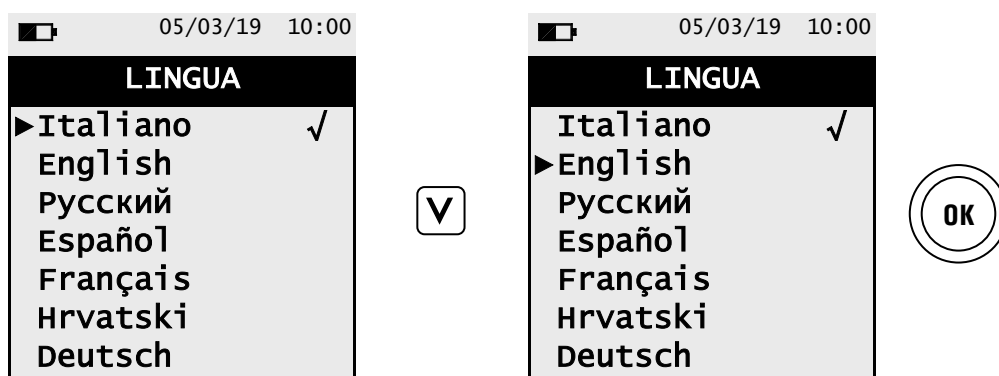 05/03/19 10:00
LINGUA
►Italiano √
English
Русский
Español
Français
Hrvatski
Deutsch
V
05/03/19 10:00
LINGUA
Italiano √
►English
Русский
Español
Français
Hrvatski
Deutsch
OK